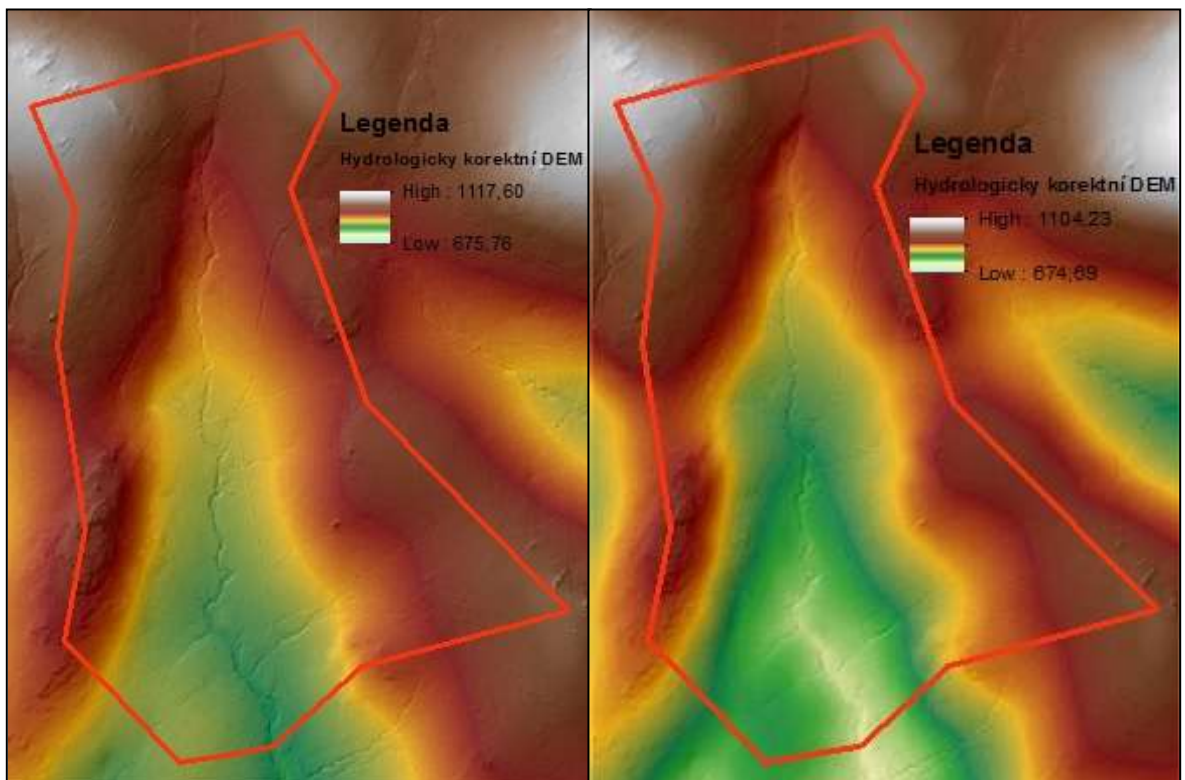 Legenda
Hydrologicky korektní DEM
High : 1117,60
Low : 675,76
Legenda
Hydrologicky korektní DEM
High : 1104,23
Low : 674,69